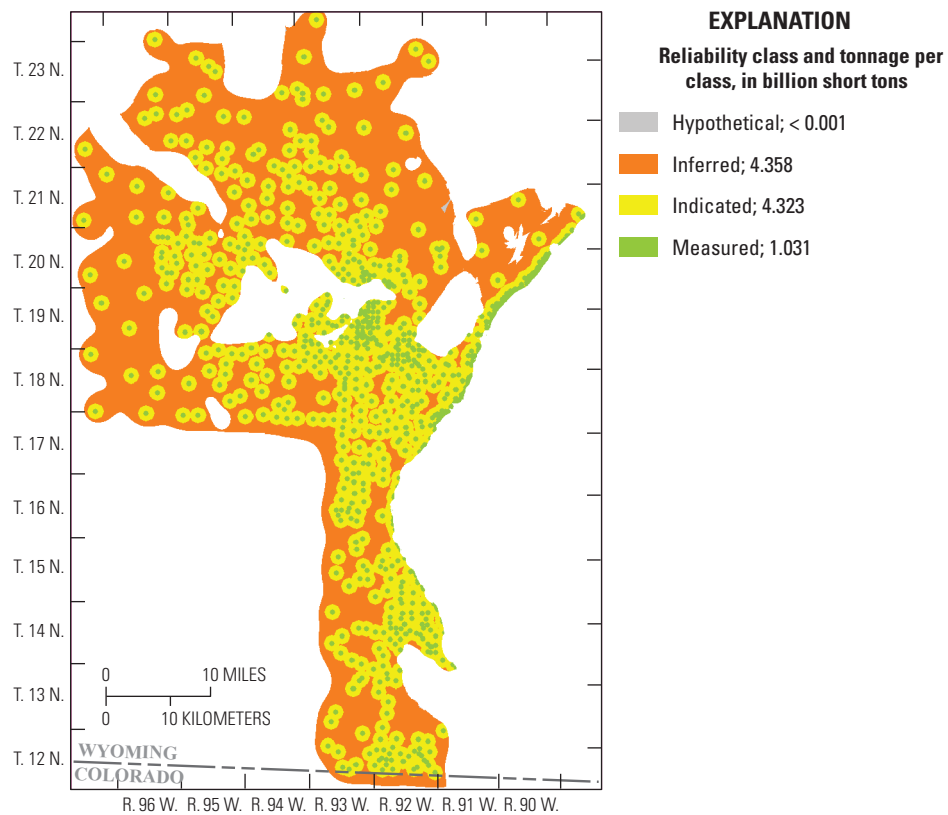 EXPLANATION
Reliability class and tonnage per
class, in billion short tons
Hypothetical; < 0.001
Inferred; 4.358
Indicated; 4.323
Measured; 1.031
T. 23 N.
T. 22 N.
T. 21 N.
T. 20 N.
T. 19 N.
T. 18 N.
T. 17 N.
T. 16 N.
T. 15 N.
T. 14 N.
T. 13 N.
T. 12 N.
0 10 MILES
0 10 KILOMETERS
WYOMING
COLORADO
R. 96 W. R. 95 W. R. 94 W. R. 93 W. R. 92 W. R. 91 W. R. 90 W.